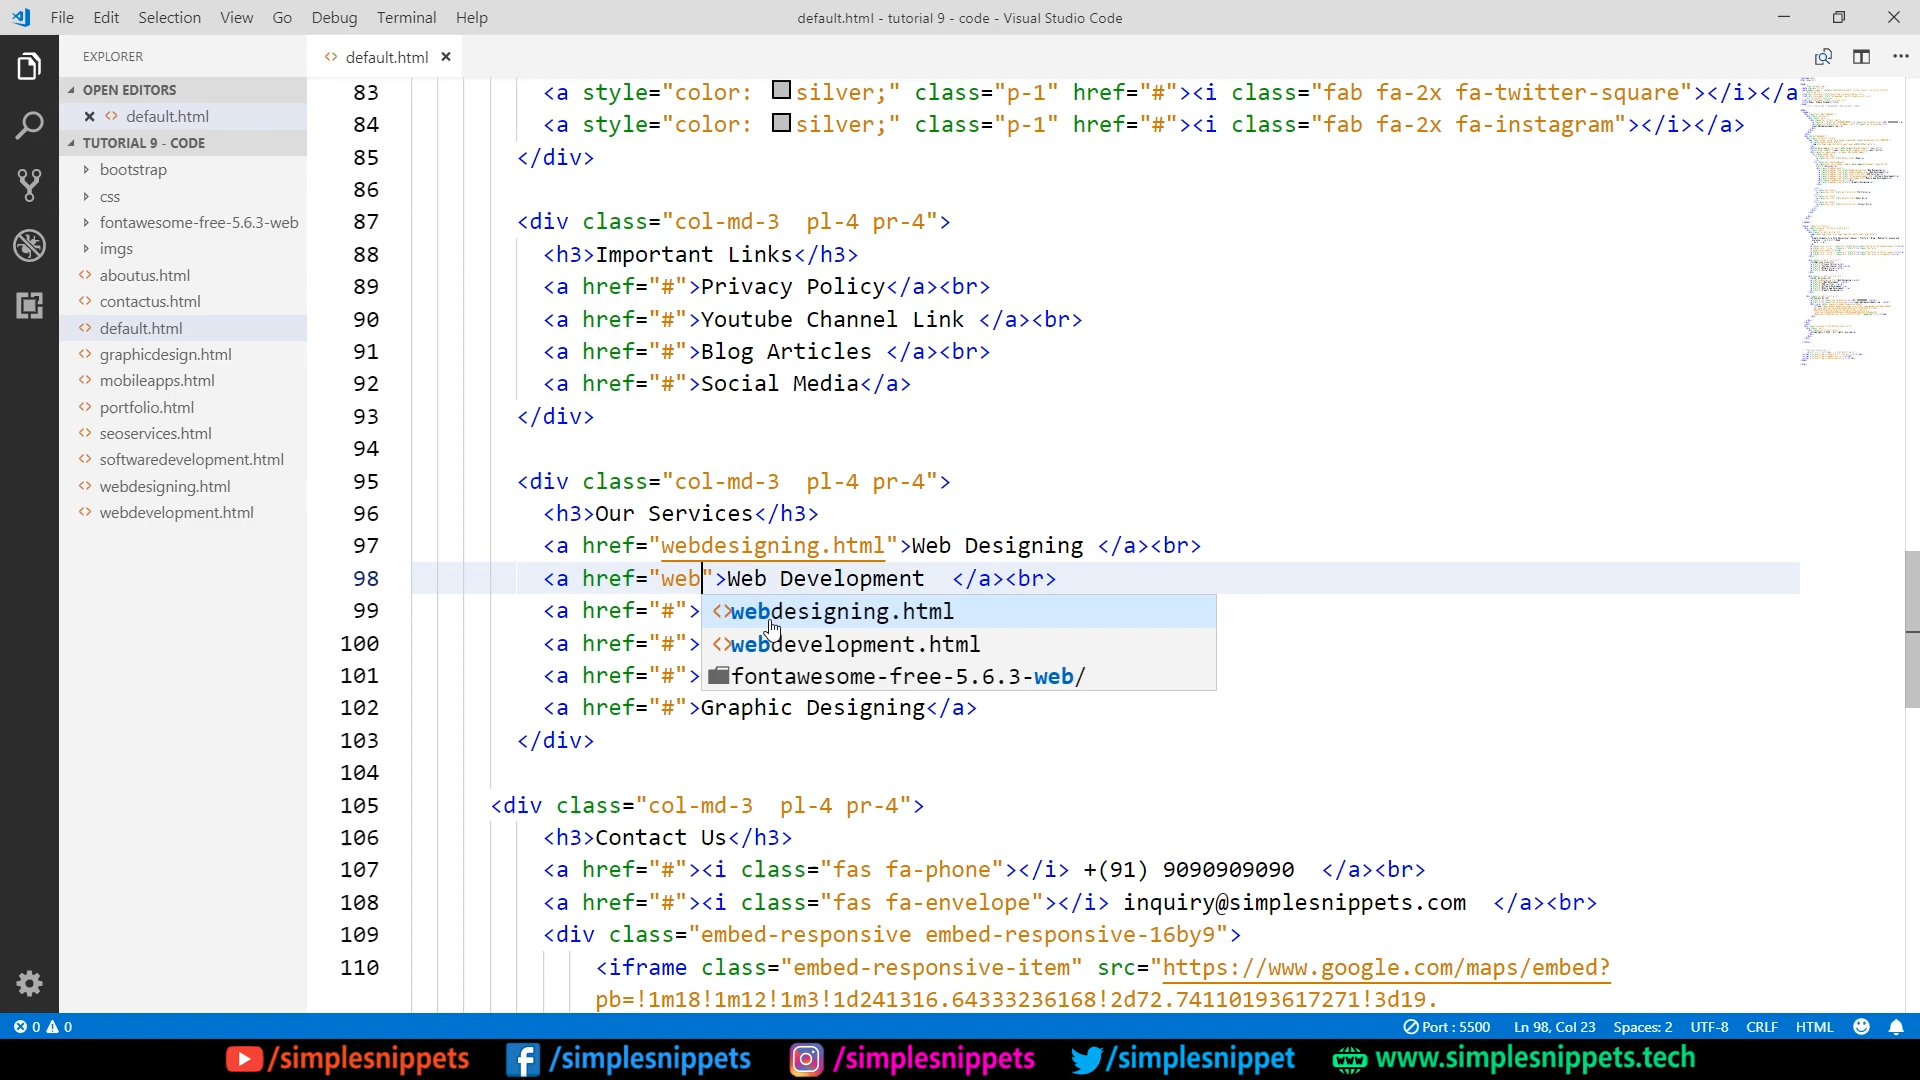 File Edit Selection View Go Debug Terminal Help
default.html - tutorial 9 - code - Visual Studio Code
EXPLORER
OPEN EDITORS
default.html
TUTORIAL 9 - CODE
bootstrap
css
fontawesome-free-5.6.3-web
imgs
aboutus.html
contactus.html
default.html
graphicdesign.html
mobileapps.html
portfolio.html
seoservices.html
softwaredevelopment.html
webdesigning.html
webdevelopment.html
default.html
83 <a style="color: silver;" class="p-1" href="#"><i class="fab fa-2x fa-twitter-square"></i></a
84 <a style="color: silver;" class="p-1" href="#"><i class="fab fa-2x fa-instagram"></i></a>
85 </div>
86
87 <div class="col-md-3  pl-4 pr-4">
88 <h3>Important Links</h3>
89 <a href="#">Privacy Policy</a><br>
90 <a href="#">Youtube Channel Link </a><br>
91 <a href="#">Blog Articles </a><br>
92 <a href="#">Social Media</a>
93 </div>
94
95 <div class="col-md-3  pl-4 pr-4">
96 <h3>Our Services</h3>
97 <a href="webdesigning.html">Web Designing </a><br>
98 <a href="web">Web Development  </a><br>
99 <a href="#">
webdesigning.html
100 <a href="#">
webdevelopment.html
101 <a href="#">
fontawesome-free-5.6.3-web/
102 <a href="#">Graphic Designing</a>
103 </div>
104
105 <div class="col-md-3  pl-4 pr-4">
106 <h3>Contact Us</h3>
107 <a href="#"><i class="fas fa-phone"></i> +(91) 9090909090  </a><br>
108 <a href="#"><i class="fas fa-envelope"></i> inquiry@simplesnippets.com  </a><br>
109 <div class="embed-responsive embed-responsive-16by9">
110 <iframe class="embed-responsive-item" src="https://www.google.com/maps/embed?
pb=!1m18!1m12!1m3!1d241316.64333236168!2d72.74110193617271!3d19.
0 0 Port : 5500 Ln 98, Col 23 Spaces: 2 UTF-8 CRLF HTML
/simplesnippets /simplesnippets /simplesnippets /simplesnippet www.simplesnippets.tech